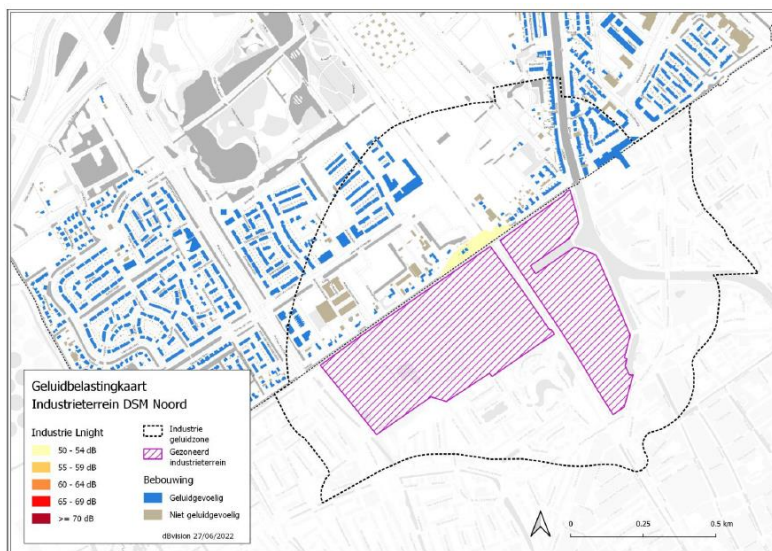 Geluidbelastingkaart
Industrieterrein DSM Noord
Industrie Lnight
50 - 54 dB
55 - 59 dB
60 - 64 dB
65 - 69 dB
>= 70 dB
Industrie
geluidzone
Gezoneerd
industrieterrein
Bebouwing
Geluidgevoelig
Niet geluidgevoelig
dBvision 27/06/2022
0
0.25
0.5 km